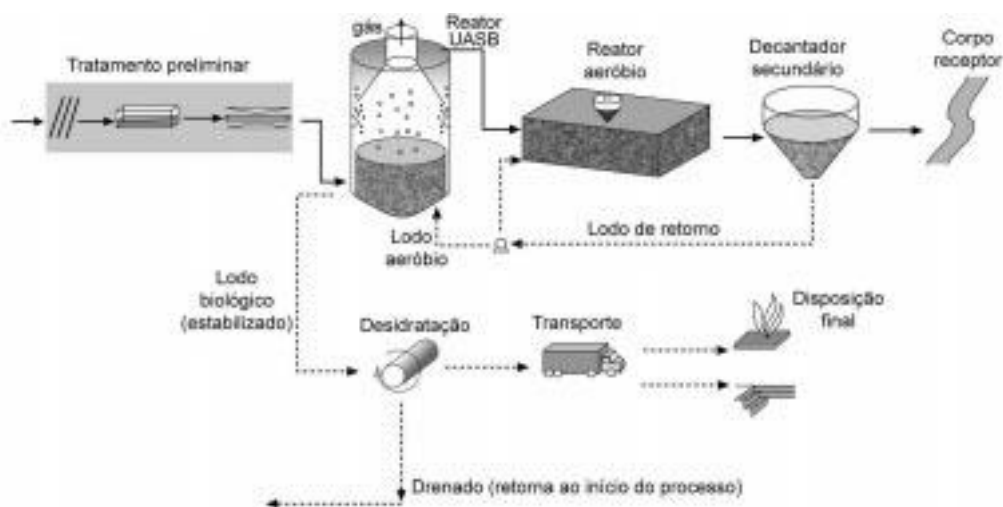 gás
Reator
UASB
Tratamento preliminar
Reator
aeróbio
Decantador
secundário
Corpo
receptor
Lodo de retorno
Lodo
aeróbio
Lodo
biológico
(estabilizado)
Desidratação
Transporte
Disposição
final
Drenado (retorna ao início do processo)